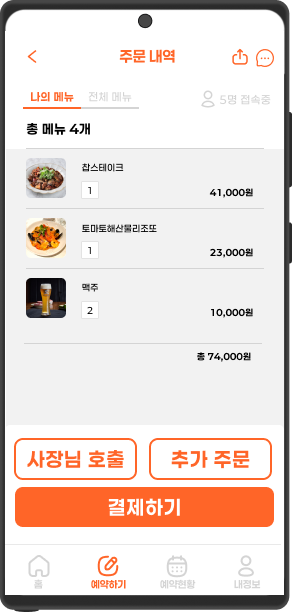 주문 내역
나의 메뉴 전체 메뉴 5명 접속중
총 메뉴 4개
찹스테이크
1
41,000원
토마토해산물리조또
1
23,000원
맥주
2
10,000원
총 74,000원
사장님 호출 추가 주문
결제하기
홈 예약하기 예약현황 내정보